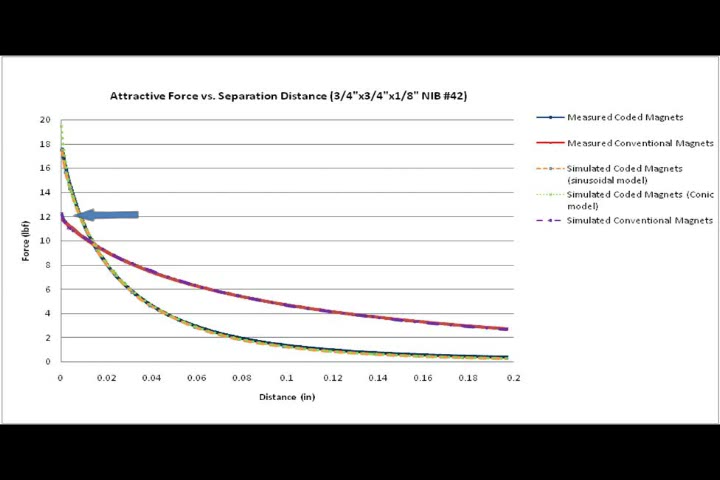 Attractive Force vs. Separation Distance (3/4"x3/4"x1/8" NIB #42)
20
18
16
14
12
10
8
6
4
2
0
Force (lbf)
0 0.02 0.04 0.06 0.08 0.1 0.12 0.14 0.16 0.18 0.2
Distance (in)
Measured Coded Magnets
Measured Conventional Magnets
Simulated Coded Magnets
(sinusoidal model)
Simulated Coded Magnets (Conic
model)
Simulated Conventional Magnets